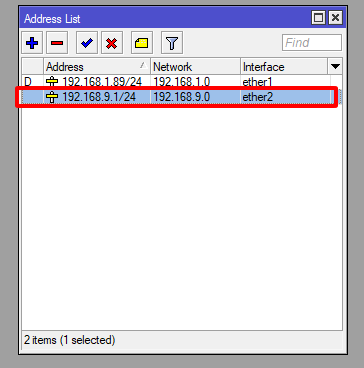 Address List
Find
Address Network Interface
D 192.168.1.89/24 192.168.1.0 ether1
192.168.9.1/24 192.168.9.0 ether2
2 items (1 selected)